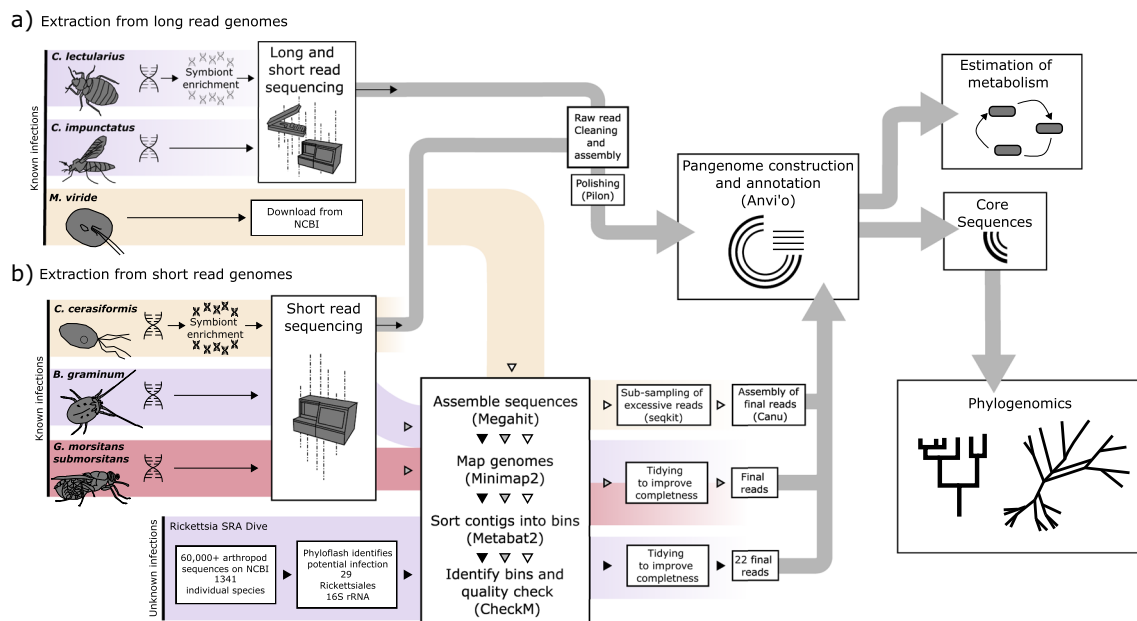 a) Extraction from long read genomes
Known infections
C. lectularius
Symbiont
enrichment
C. impunctatus
Long and
short read
sequencing
M. viride
Download from
NCBI
Raw read
Cleaning
and
assembly
Polishing
(Pilon)
Pangenome construction
and annotation
(Anvi'o)
Estimation of
metabolism
Core
Sequences
Phylogenomics
b) Extraction from short read genomes
Known infections
C. cerasiformis
Symbiont
enrichment
B. graminum
G. morsitans
submorsitans
Short read
sequencing
Unknown infections
Rickettsia SRA Dive
60,000+ arthropod
sequences on NCBI
1341
individual species
Phyloflash identifies
potential infection
29
Rickettsiales
16S rRNA
Assemble sequences
(Megahit)
Map genomes
(Minimap2)
Sort contigs into bins
(Metabat2)
Identify bins and
quality check
(CheckM)
Sub-sampling of
excessive reads
(seqkit)
Assembly of
final reads
(Canu)
Tidying
to improve
completness
Final
reads
Tidying
to improve
completness
22 final
reads